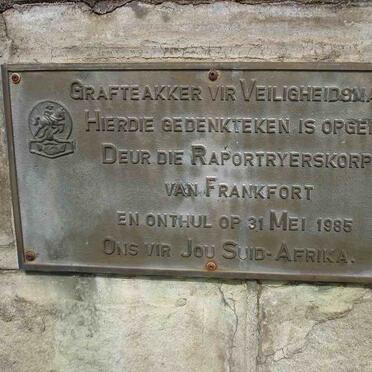 Grafteakker vir Veiligheidsma
Hierdie gedenkteken is opge
Deur die Raportryerskorp
van Frankfort
en onthul op 31 Mei 1985
Ons vir Jou Suid-Afrika.